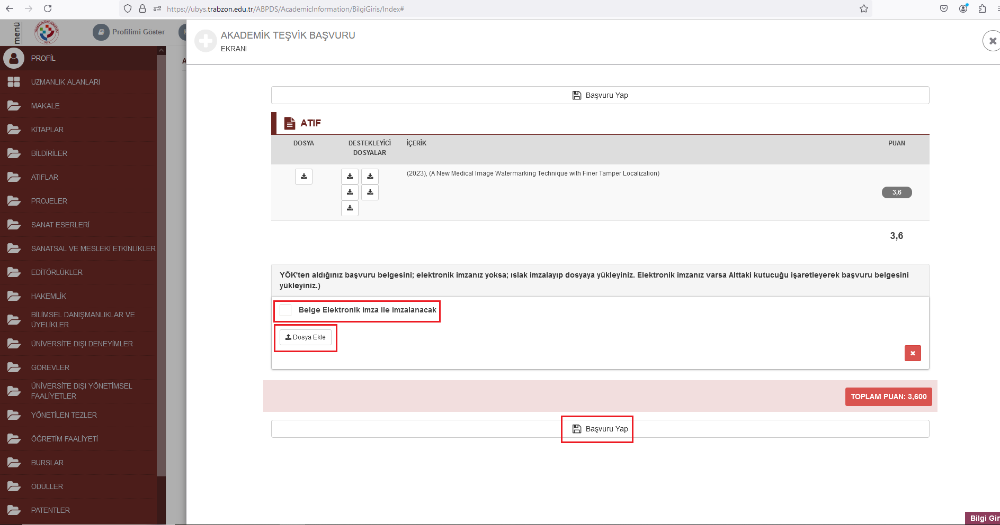 https://ubys.trabzon.edu.tr/ABPDS/AcademicInformation/BilgiGiris/Index#
menü
Profilimi Göster
AKADEMİK TEŞVİK BAŞVURU
EKRANI
PROFİL
UZMANLIK ALANLARI
MAKALE
KİTAPLAR
BİLDİRİLER
ATIFLAR
PROJELER
SANAT ESERLERİ
SANATSAL VE MESLEKİ ETKİNLİKLER
EDİTÖRLÜKLER
HAKEMLİK
BİLİMSEL DANIŞMANLIKLAR VE
ÜYELİKLER
ÜNİVERSİTE DIŞI DENEYİMLER
GÖREVLER
ÜNİVERSİTE DIŞI YÖNETİMSEL
FAALİYETLER
YÖNETİLEN TEZLER
ÖĞRETİM FAALİYETİ
BURSLAR
ÖDÜLLER
PATENTLER
Başvuru Yap
ATIF
DOSYA
DESTEKLEYİCİ
DOSYALAR
İÇERİK
PUAN
(2023), (A New Medical Image Watermarking Technique with Finer Tamper Localization)
3,6
3,6
YÖK'ten aldığınız başvuru belgesini; elektronik imzanız yoksa; ıslak imzalayıp dosyaya yükleyiniz. Elektronik imzanız varsa Alttaki kutucuğu işaretleyerek başvuru belgesini
yükleyiniz.)
Belge Elektronik imza ile imzalanacak
Dosya Ekle
TOPLAM PUAN: 3,600
Başvuru Yap
Bilgi Gir